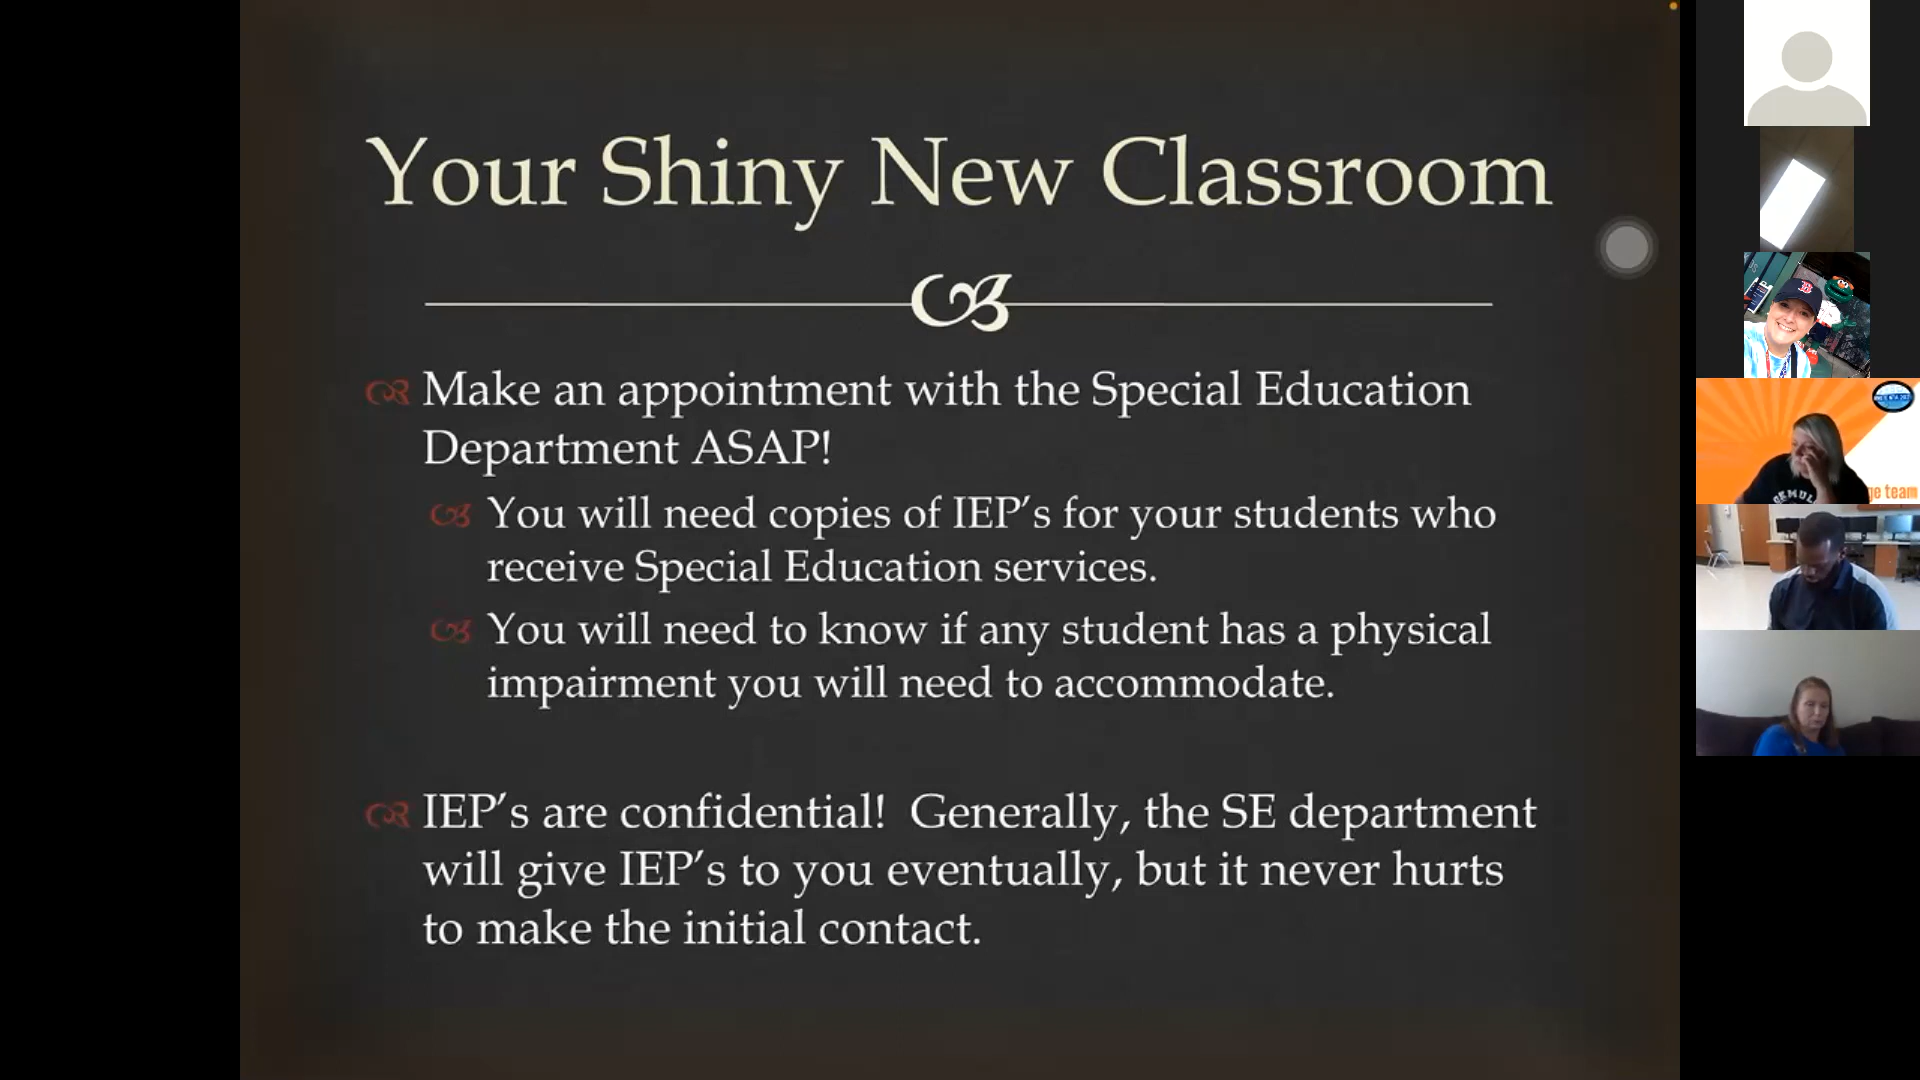 Your Shiny New Classroom
Make an appointment with the Special Education
Department ASAP!
You will need copies of IEP's for your students who
receive Special Education services.
You will need to know if any student has a physical
impairment you will need to accommodate.
IEP's are confidential!  Generally, the SE department
will give IEP's to you eventually, but it never hurts
to make the initial contact.
B
ge team